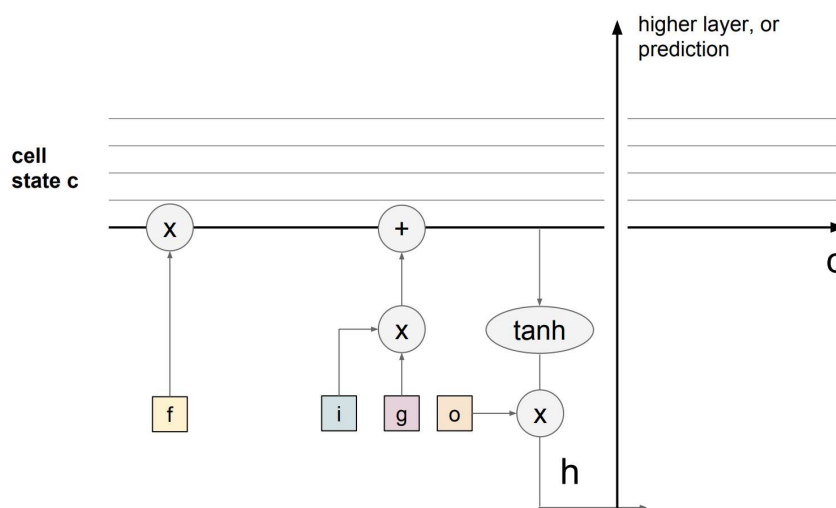 higher layer, or
prediction
cell
state c
x
+
c
x
tanh
f
i
g
o
x
h